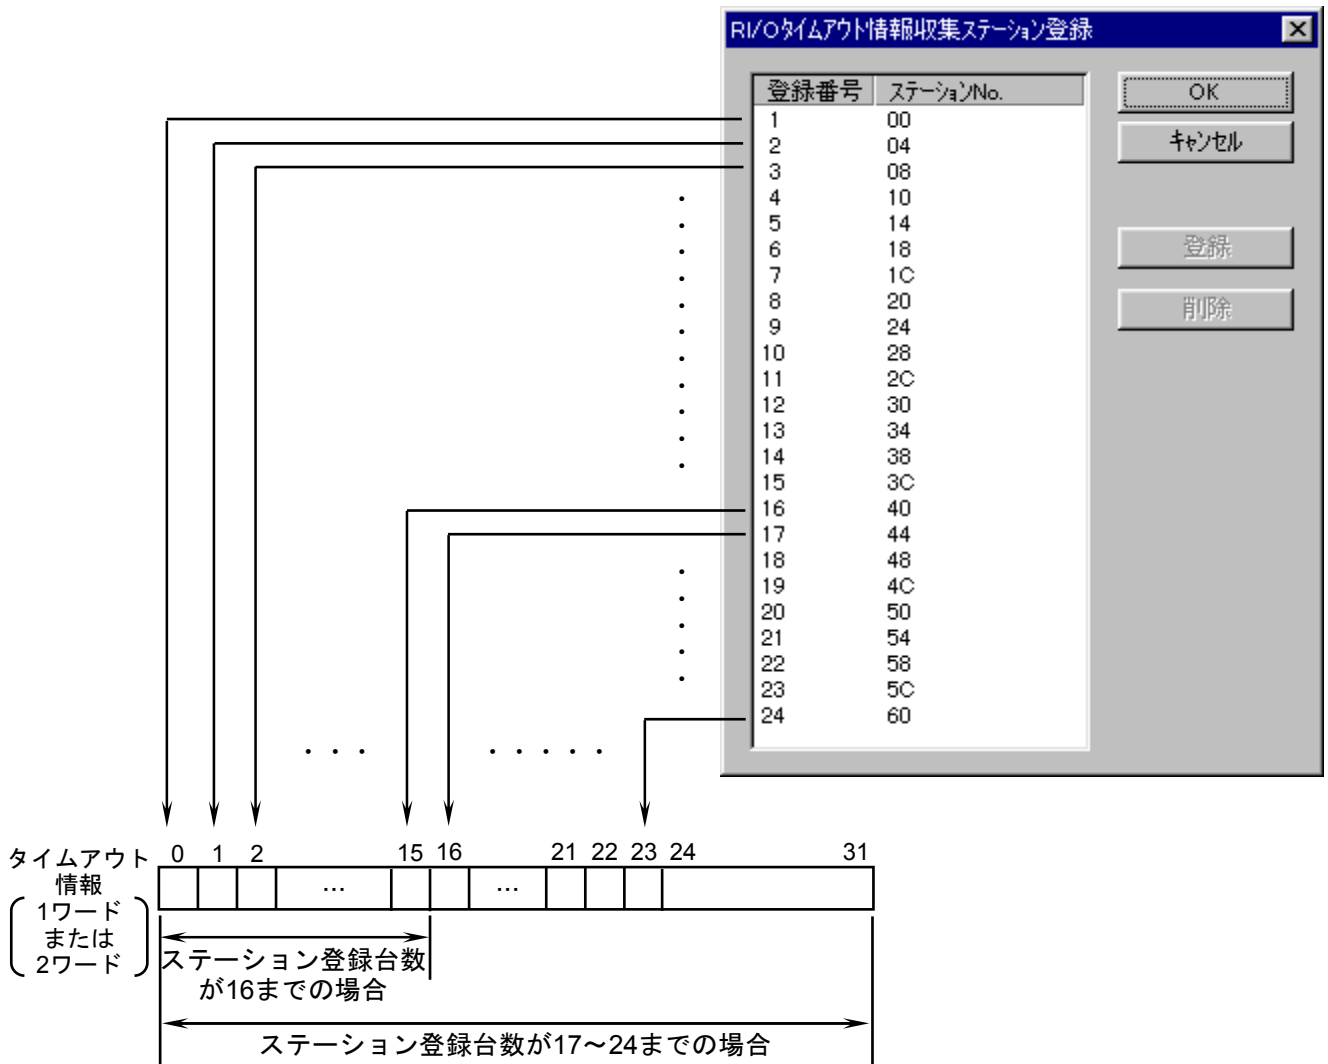 RI/Oタイムアウト情報収集ステーション登録
登録番号 ステーションNo.
1 00
2 04
3 08
4 10
5 14
6 18
7 1C
8 20
9 24
10 28
11 2C
12 30
13 34
14 38
15 3C
16 40
17 44
18 48
19 4C
20 50
21 54
22 58
23 5C
24 60
OK
キャンセル
登録
削除
タイムアウト
情報
1ワード
または
2ワード
0 1 2 15 16 21 22 23 24 31
… …
ステーション登録台数
が16までの場合
ステーション登録台数が17～24までの場合